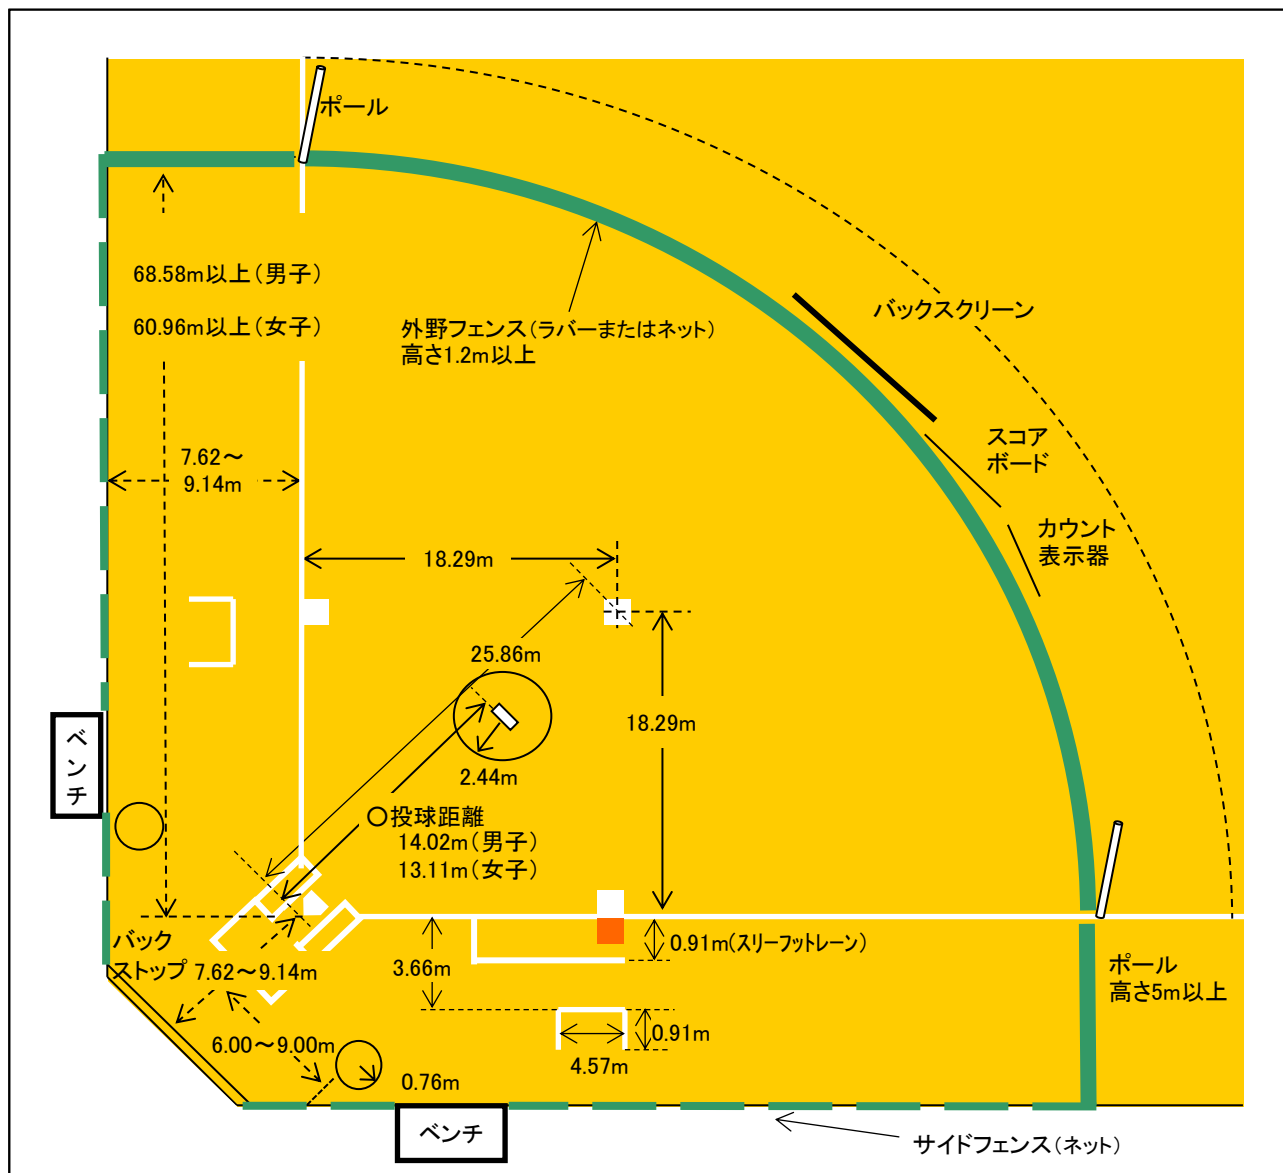 ポール
68.58m以上(男子)
60.96m以上(女子)
外野フェンス(ラバーまたはネット)
高さ1.2m以上
バックスクリーン
スコア
ボード
カウント
表示器
7.62～
9.14m
18.29m
25.86m
18.29m
2.44m
ベンチ
○投球距離
14.02m(男子)
13.11m(女子)
バック
ストップ
7.62～9.14m
3.66m
0.91m(スリーフットレーン)
ポール
高さ5m以上
6.00～9.00m
0.91m
4.57m
0.76m
ベンチ
サイドフェンス(ネット)